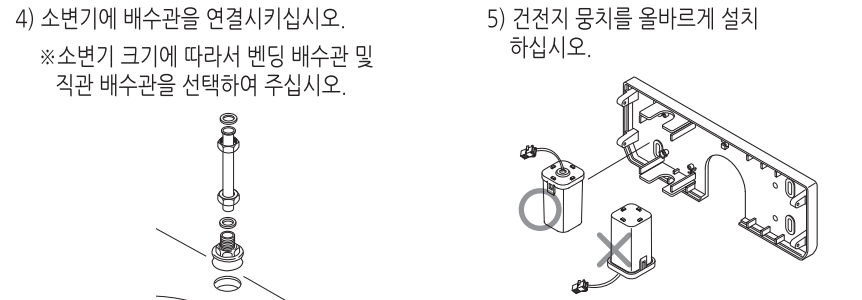 4) 소변기에 배수관을 연결시키십시오.
※소변기 크기에 따라서 벤딩 배수관 및
직관 배수관을 선택하여 주십시오.
5) 건전지 뭉치를 올바르게 설치
하십시오.